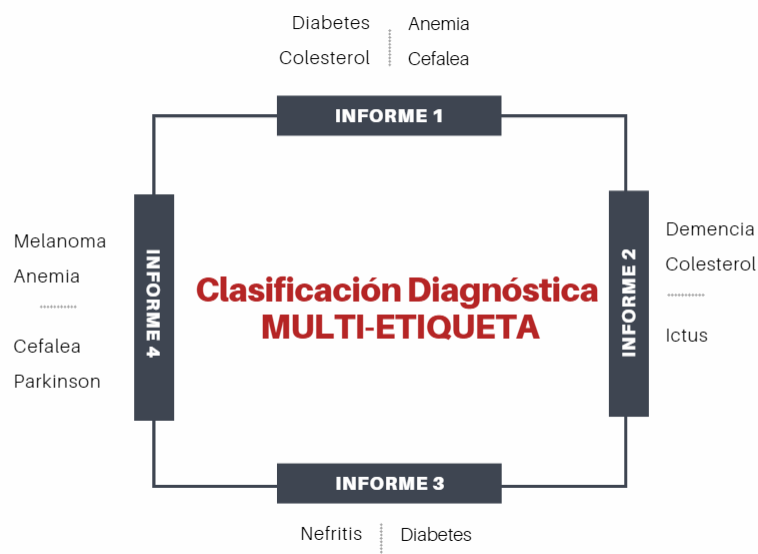 Diabetes
Colesterol
Anemia
Cefalea
INFORME 1
Melanoma
Anemia
Cefalea
Parkinson
INFORME 4
Clasificación Diagnóstica
MULTI-ETIQUETA
INFORME 2
Demencia
Colesterol
Ictus
INFORME 3
Nefritis
Diabetes